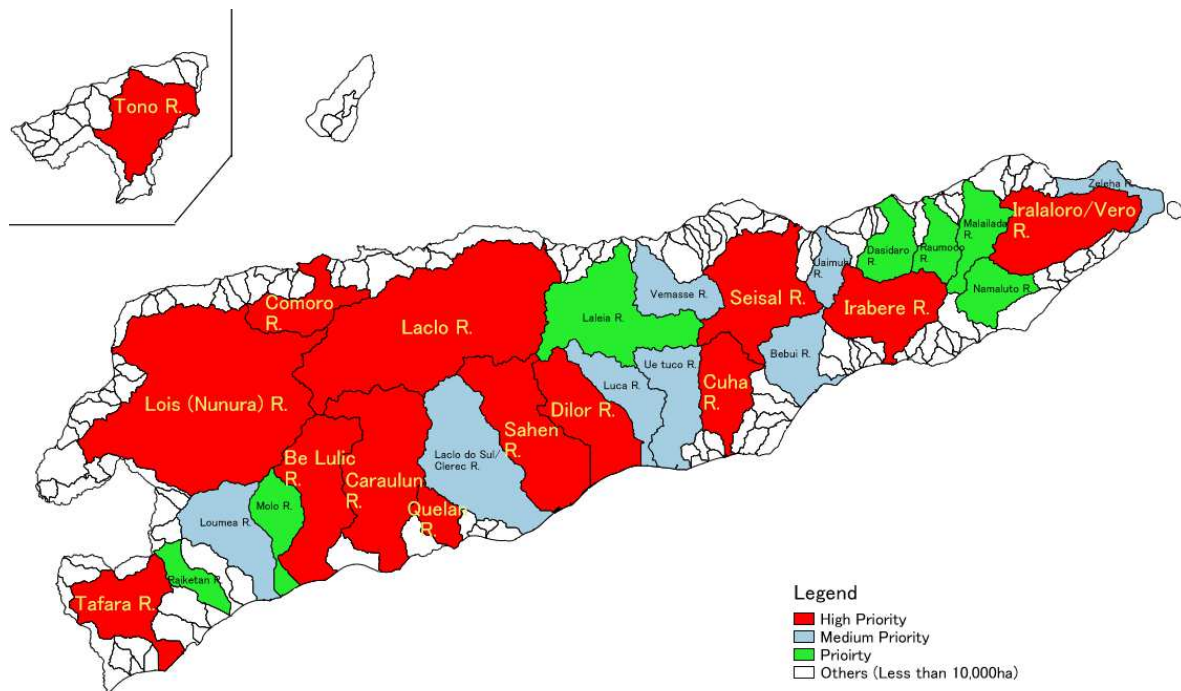 Tono R.
Zeleha R.
Iralaloro/Vero
R.
Malailada
R.
Raumoco
R.
Dasidaro
R.
Uaimuh
R.
Namaluto R.
Irabere R.
Seisal R.
Vemasse R.
Laleia R.
Comoro
R.
Laclo R.
Bebui R.
Ue tuco R.
Cuha
R.
Luca R.
Dilor R.
Lois (Nunura) R.
Sahen
R.
Laclo do Sul/
Clerec R.
Be Lulic
R.
Caraulun
R.
Quelan
R.
Molo R.
Loumea R.
Raiketan R.
Tafara R.
Legend
High Priority
Medium Priority
Prioirty
Others (Less than 10,000ha)